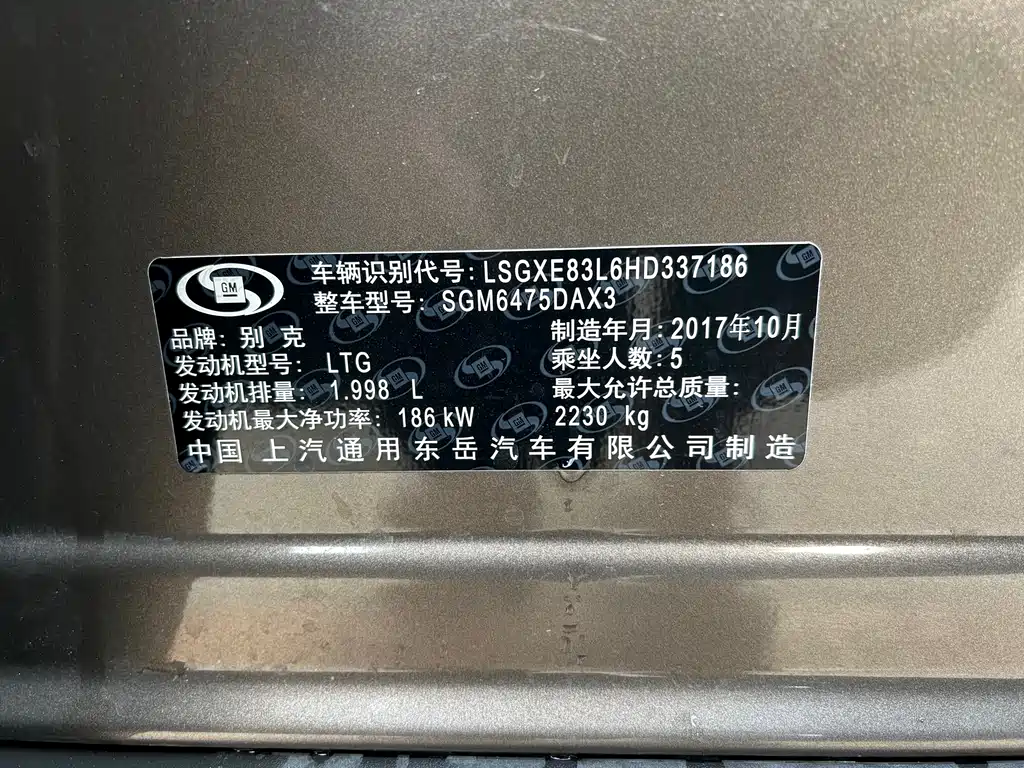 GM
车辆识别代号: LSGXE83L6HD337186
整车型号: SGM6475DAX3
品牌: 别 克
制造年月: 2017年10月
发动机型号: LTG
乘坐人数: 5
发动机排量: 1.998 L
最大允许总质量:
发动机最大净功率: 186 kW
2230 kg
中国 上汽通用东岳汽车有限公司制造